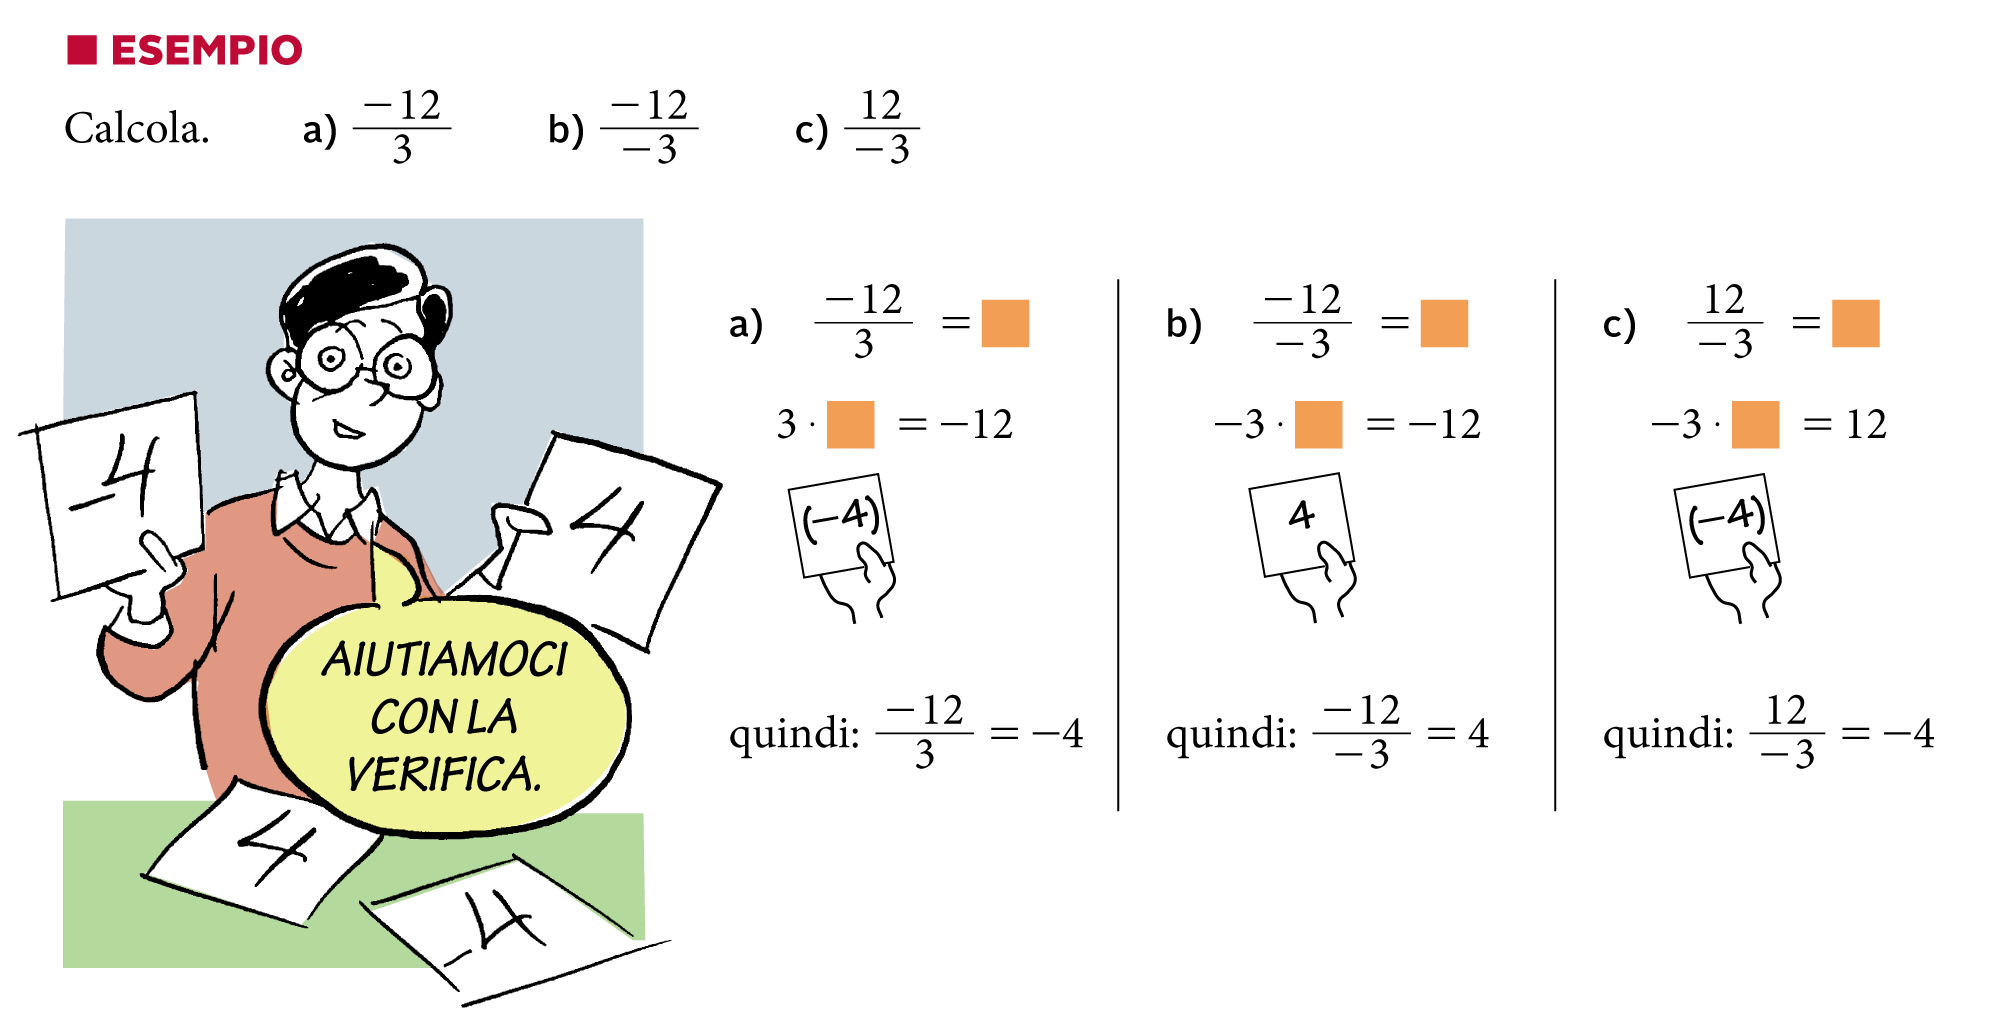 ESEMPIO
Calcola. a) −12/3 b) −12/−3 c) 12/−3
−4
4
AIUTIAMOCI
CON LA
VERIFICA.
4
−4
a) −12/3 =
3 · = −12
(−4)
quindi: −12/3 = −4
b) −12/−3 =
−3 · = −12
4
quindi: −12/−3 = 4
c) 12/−3 =
−3 · = 12
(−4)
quindi: 12/−3 = −4